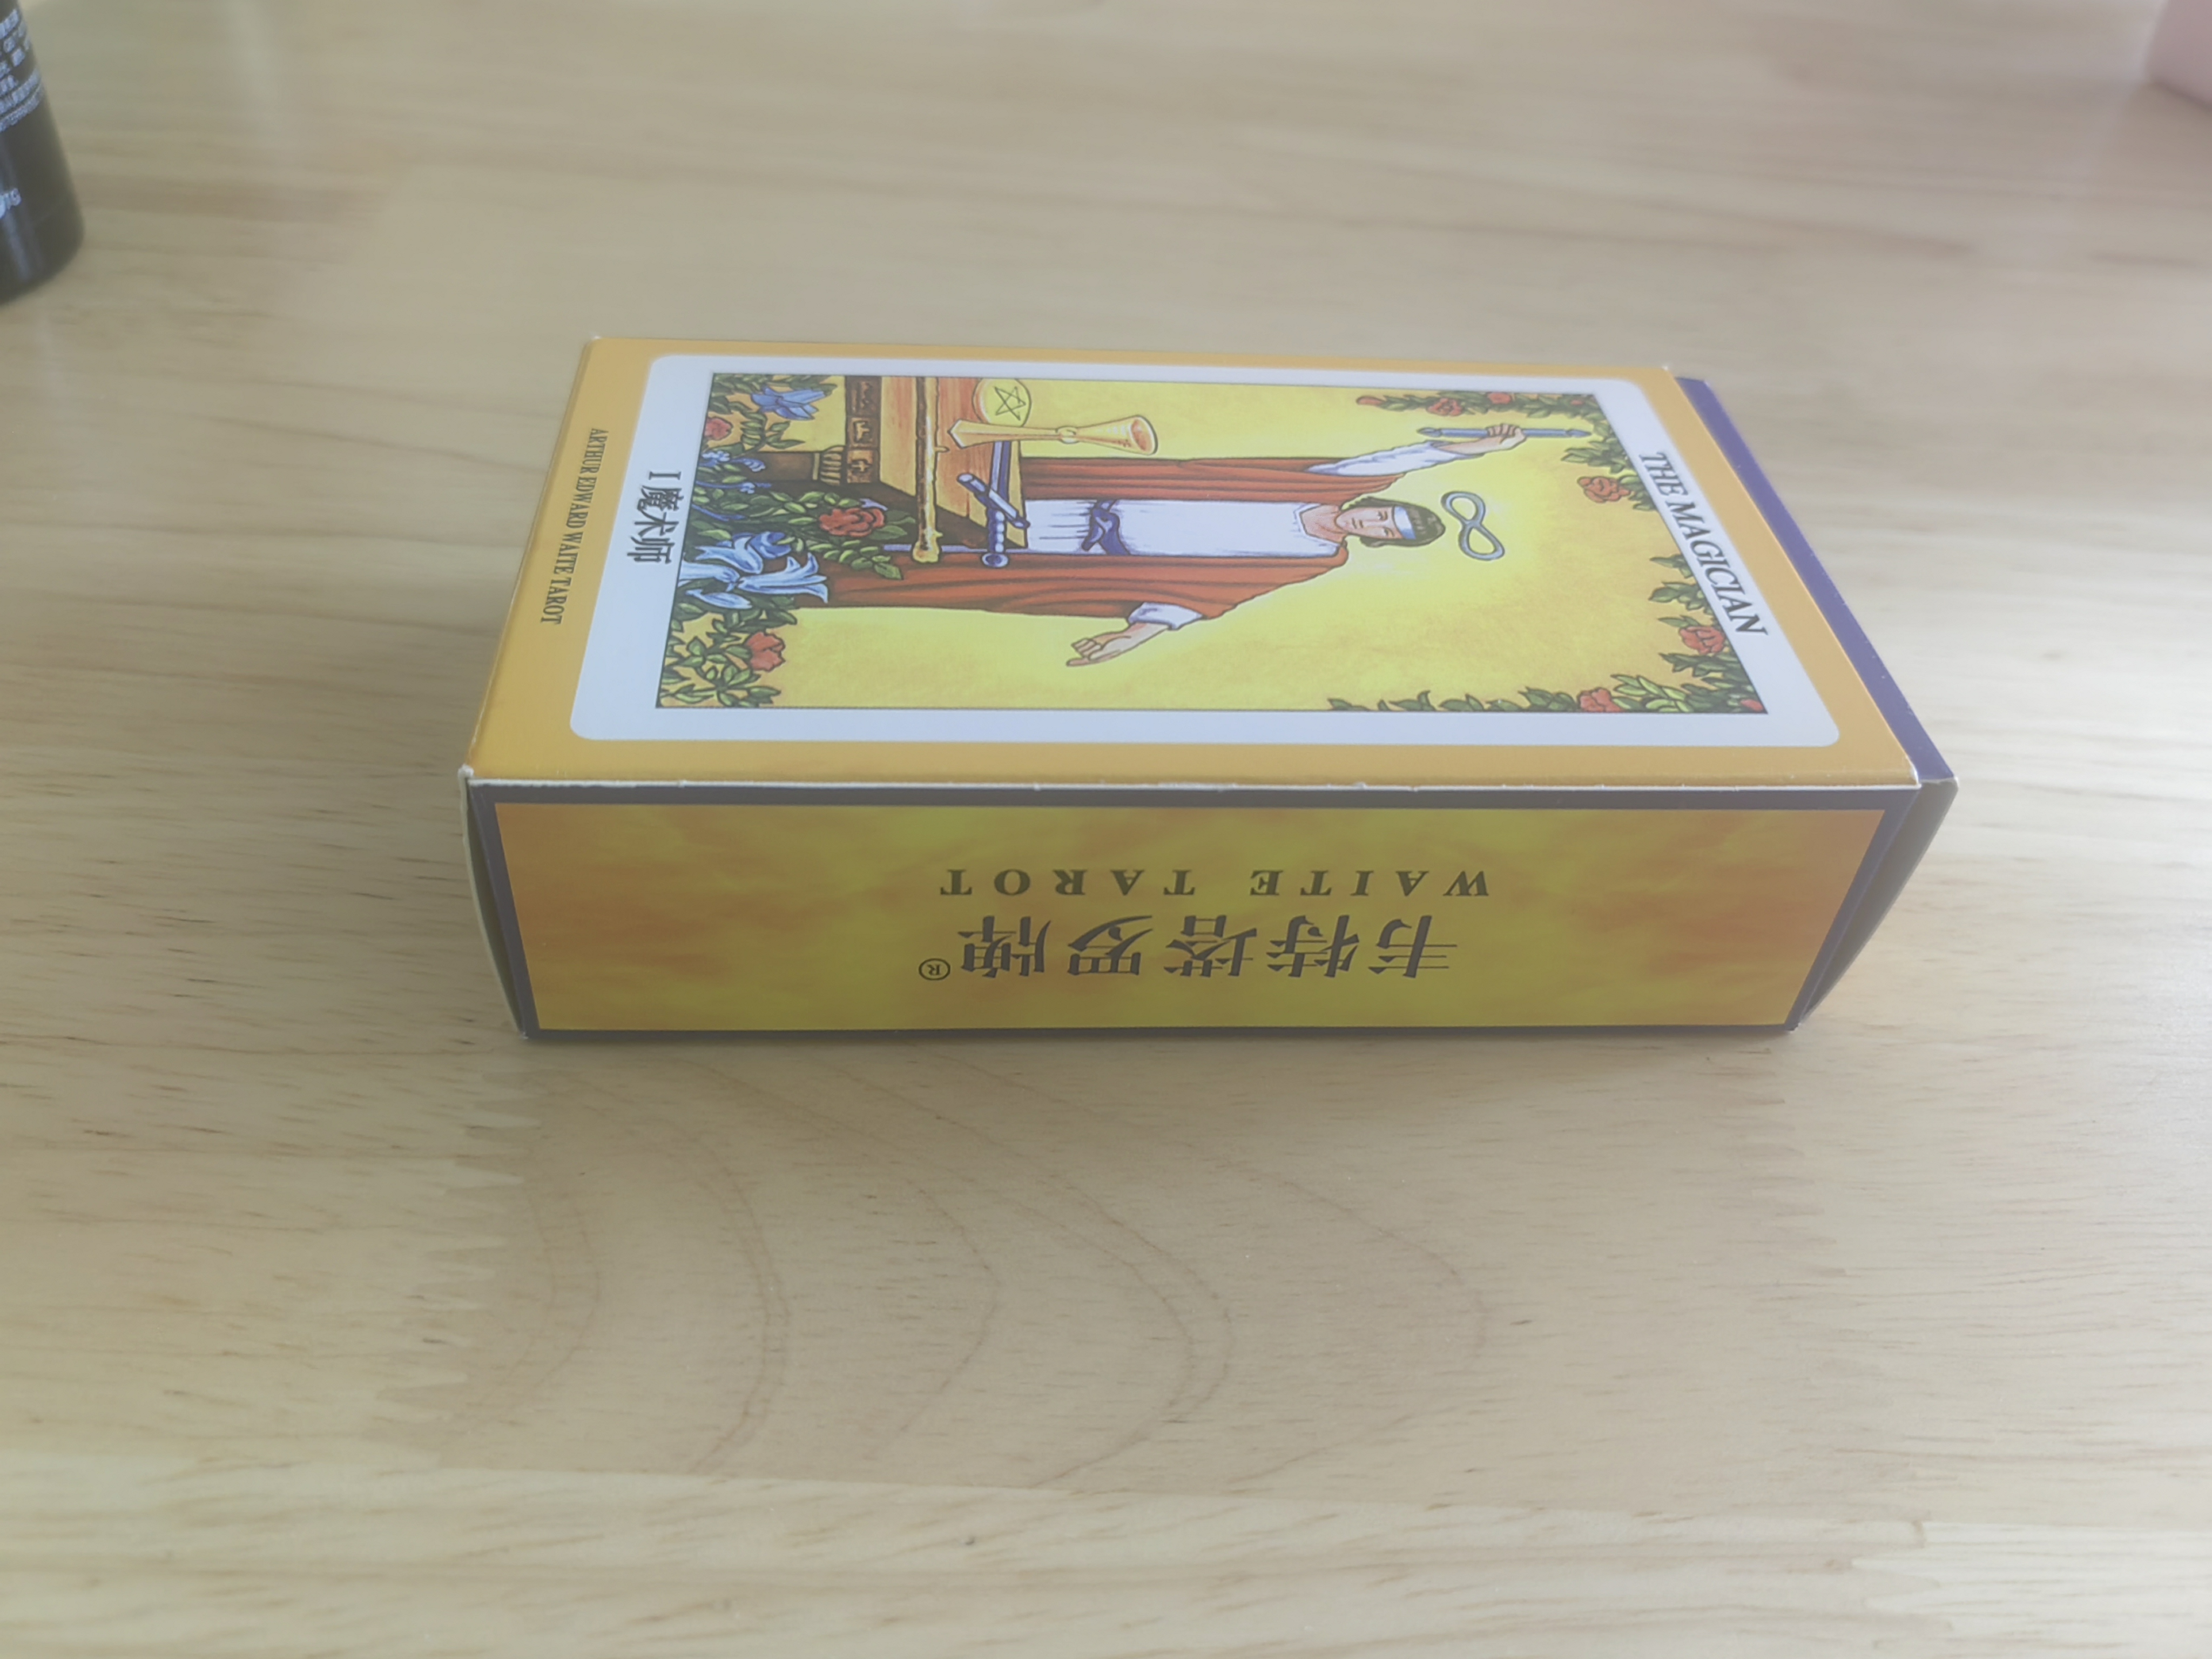 THE MAGICIAN
I 魔术师
ARTHUR EDWARD WAITE TAROT
韦特塔罗牌®
WAITE TAROT